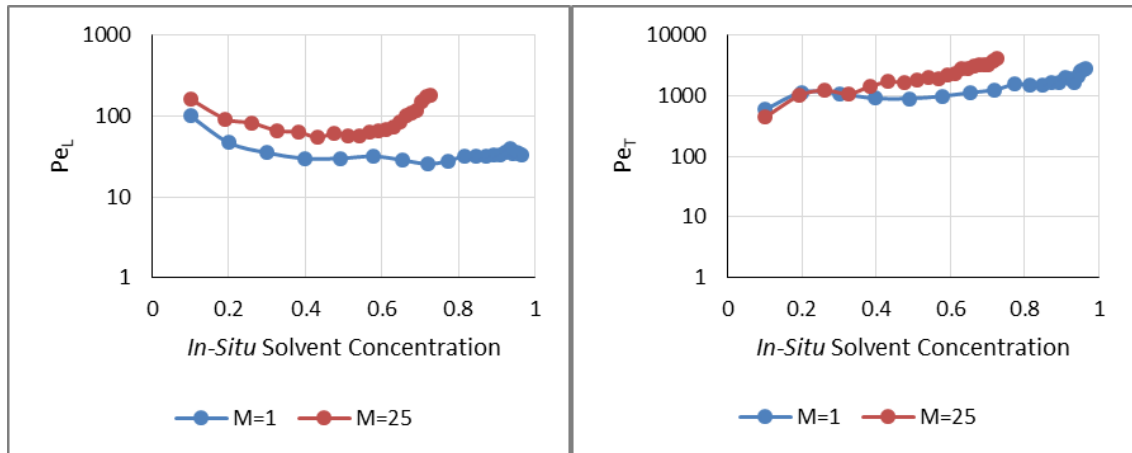 1000
100
10
1
Pe_L
0 0.2 0.4 0.6 0.8 1
In-Situ Solvent Concentration
M=1 M=25
10000
1000
100
10
1
Pe_T
0 0.2 0.4 0.6 0.8 1
In-Situ Solvent Concentration
M=1 M=25